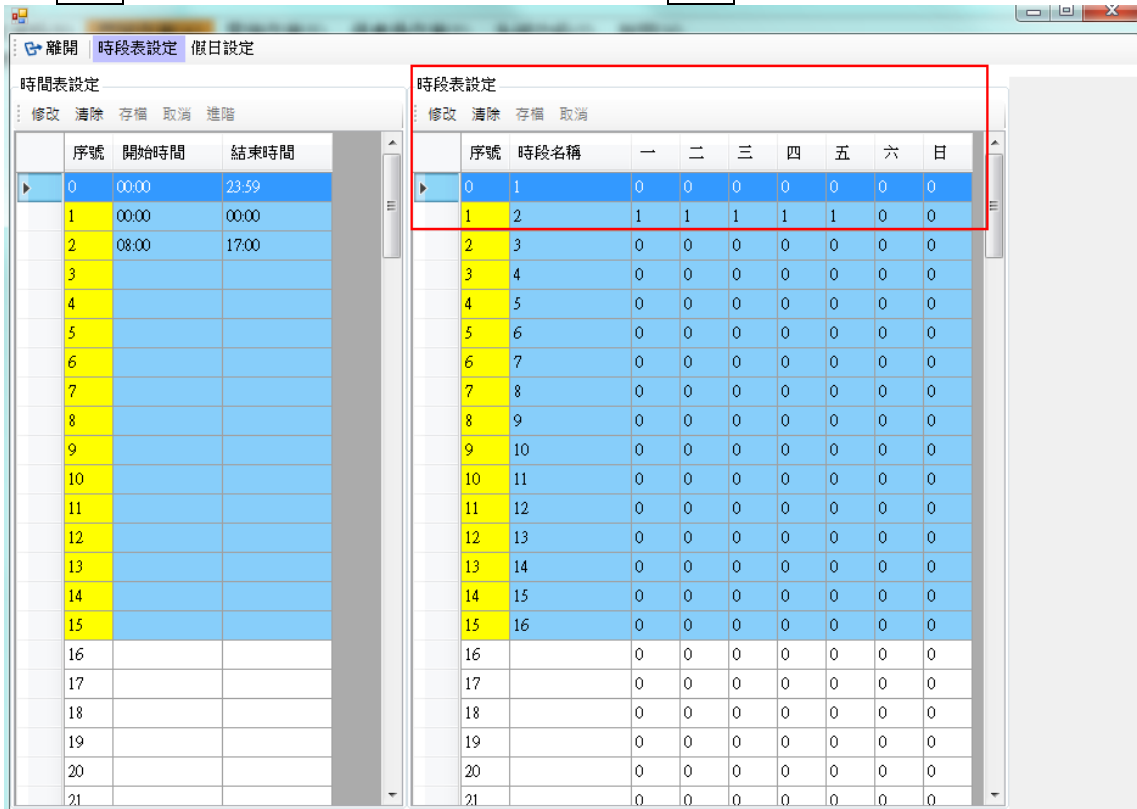 離開 時段表設定 假日設定
時間表設定
修改 清除 存檔 取消 進階
序號 開始時間 結束時間
0 00:00 23:59
1 00:00 00:00
2 08:00 17:00
3
4
5
6
7
8
9
10
11
12
13
14
15
16
17
18
19
20
21
時段表設定
修改 清除 存檔 取消
序號 時段名稱 一 二 三 四 五 六 日
0 1 0 0 0 0 0 0 0
1 2 1 1 1 1 1 0 0
2 3 0 0 0 0 0 0 0
3 4 0 0 0 0 0 0 0
4 5 0 0 0 0 0 0 0
5 6 0 0 0 0 0 0 0
6 7 0 0 0 0 0 0 0
7 8 0 0 0 0 0 0 0
8 9 0 0 0 0 0 0 0
9 10 0 0 0 0 0 0 0
10 11 0 0 0 0 0 0 0
11 12 0 0 0 0 0 0 0
12 13 0 0 0 0 0 0 0
13 14 0 0 0 0 0 0 0
14 15 0 0 0 0 0 0 0
15 16 0 0 0 0 0 0 0
16 0 0 0 0 0 0 0
17 0 0 0 0 0 0 0
18 0 0 0 0 0 0 0
19 0 0 0 0 0 0 0
20 0 0 0 0 0 0 0
21 0 0 0 0 0 0 0